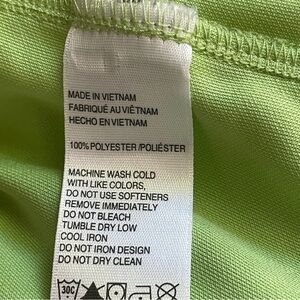 MADE IN VIETNAM
FABRIQUÉ AU VIÊTNAM
HECHO EN VIETNAM
100% POLYESTER/POLIÉSTER
MACHINE WASH COLD
WITH LIKE COLORS,
DO NOT USE SOFTENERS
REMOVE IMMEDIATELY
DO NOT BLEACH
TUMBLE DRY LOW
COOL IRON
DO NOT IRON DESIGN
DO NOT DRY CLEAN
30C